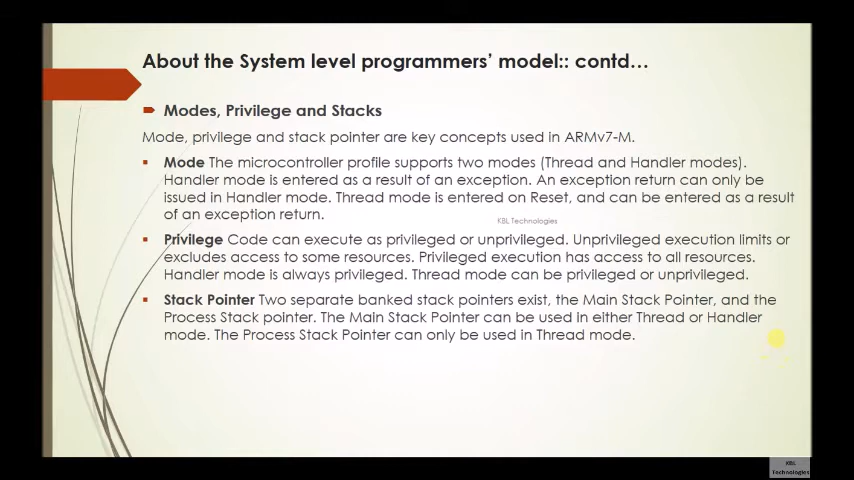 About the System level programmers’ model:: contd…
Modes, Privilege and Stacks
Mode, privilege and stack pointer are key concepts used in ARMv7-M.
Mode The microcontroller profile supports two modes (Thread and Handler modes).
Handler mode is entered as a result of an exception. An exception return can only be
issued in Handler mode. Thread mode is entered on Reset, and can be entered as a result
of an exception return.
KBL Technologies
Privilege Code can execute as privileged or unprivileged. Unprivileged execution limits or
excludes access to some resources. Privileged execution has access to all resources.
Handler mode is always privileged. Thread mode can be privileged or unprivileged.
Stack Pointer Two separate banked stack pointers exist, the Main Stack Pointer, and the
Process Stack pointer. The Main Stack Pointer can be used in either Thread or Handler
mode. The Process Stack Pointer can only be used in Thread mode.
KBL
Technologies